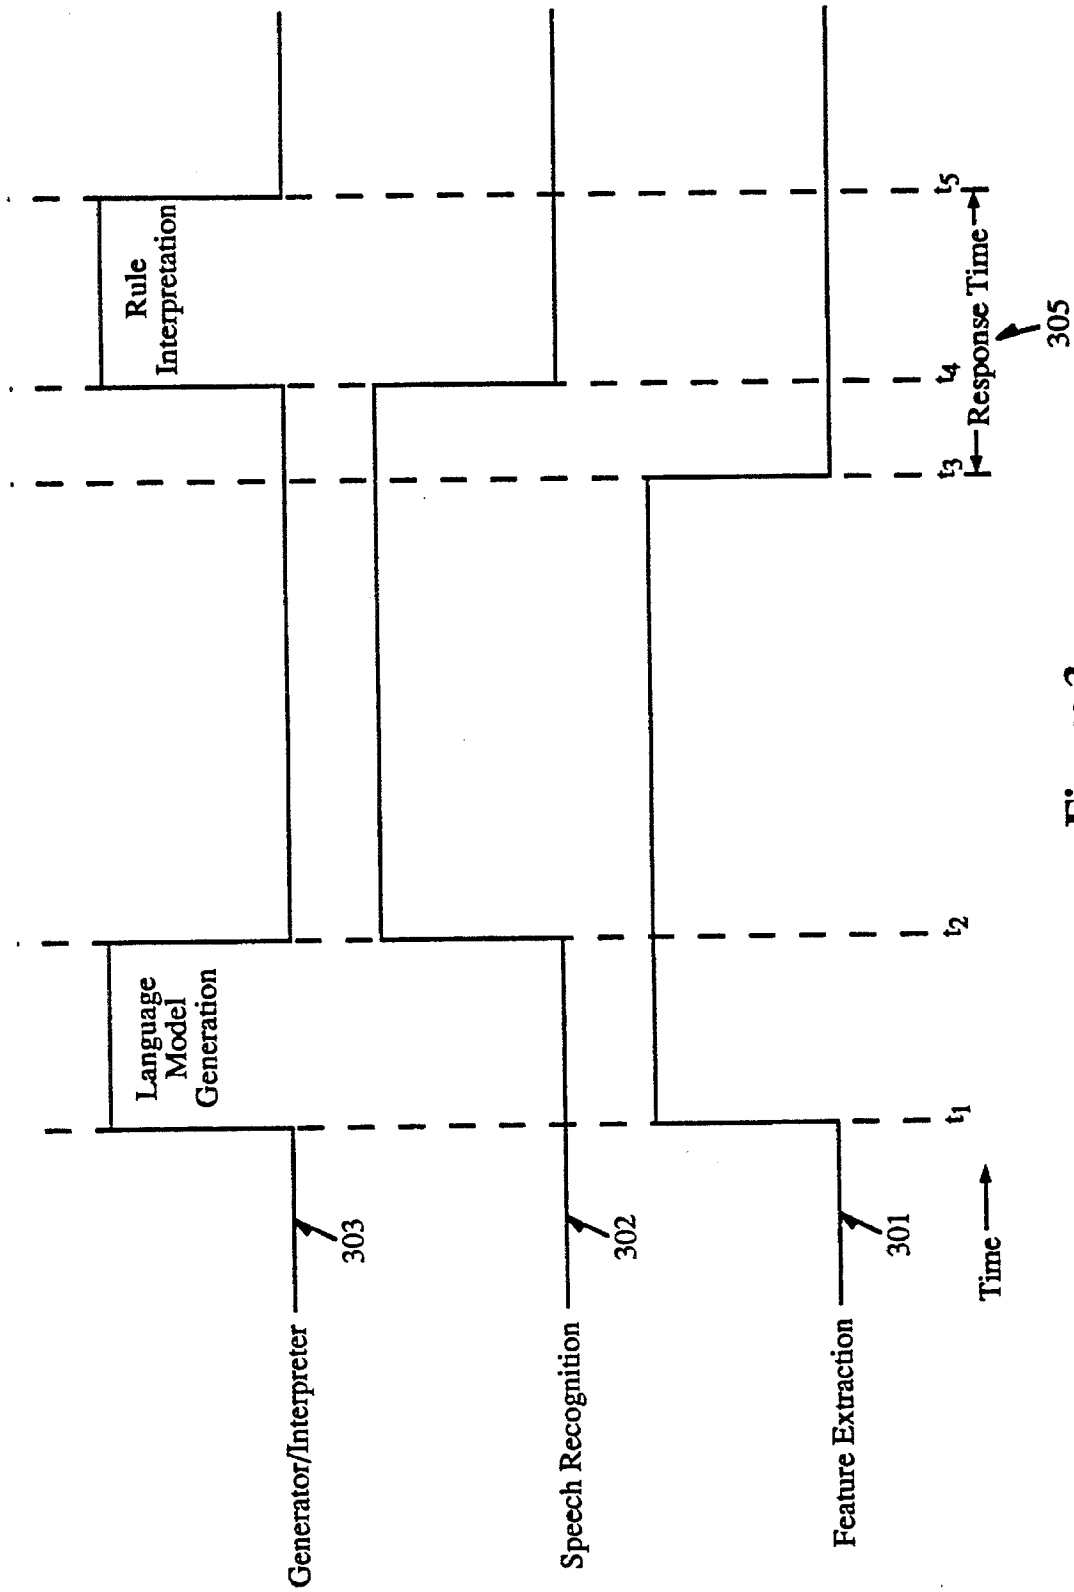 Language
Model
Generation
Rule
Interpretation
303
Generator/Interpreter
302
Speech Recognition
301
Feature Extraction
t1
t2
t3
t4
t5
Time
Response Time
305